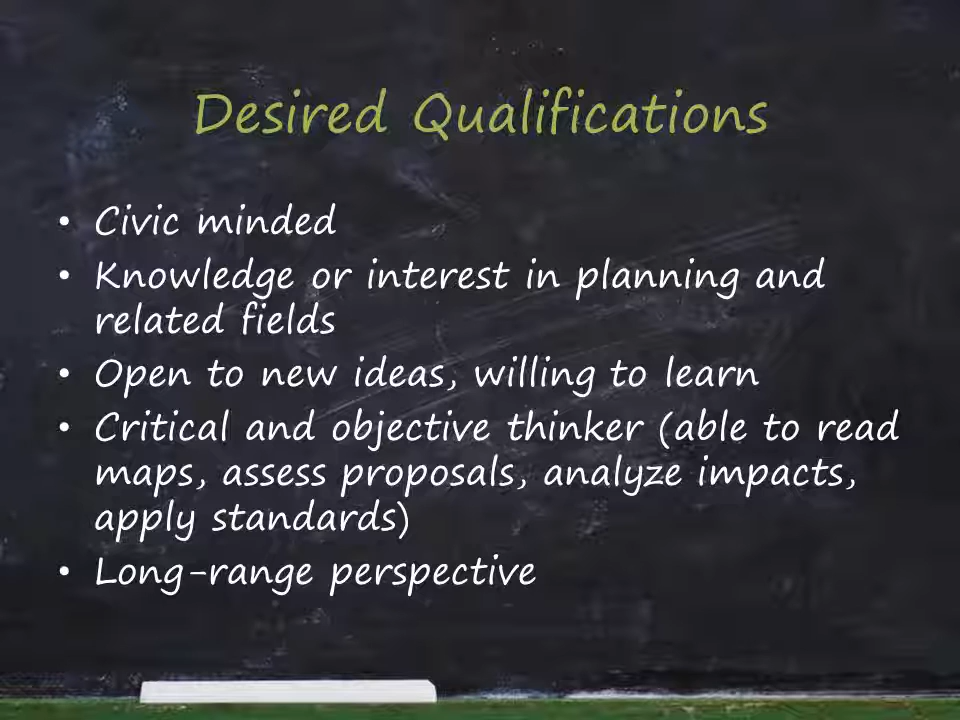 Desired Qualifications
• Civic minded
• Knowledge or interest in planning and
related fields
• Open to new ideas, willing to learn
• Critical and objective thinker (able to read
maps, assess proposals, analyze impacts,
apply standards)
• Long-range perspective